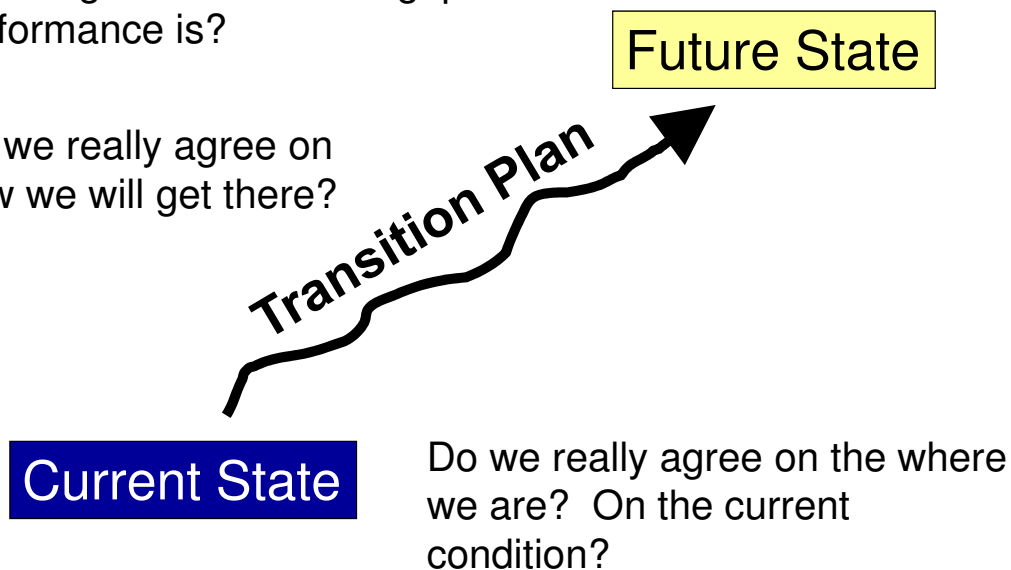 formance is?
Future State
we really agree on
we will get there?
Transition Plan
Current State
Do we really agree on the where
we are? On the current
condition?